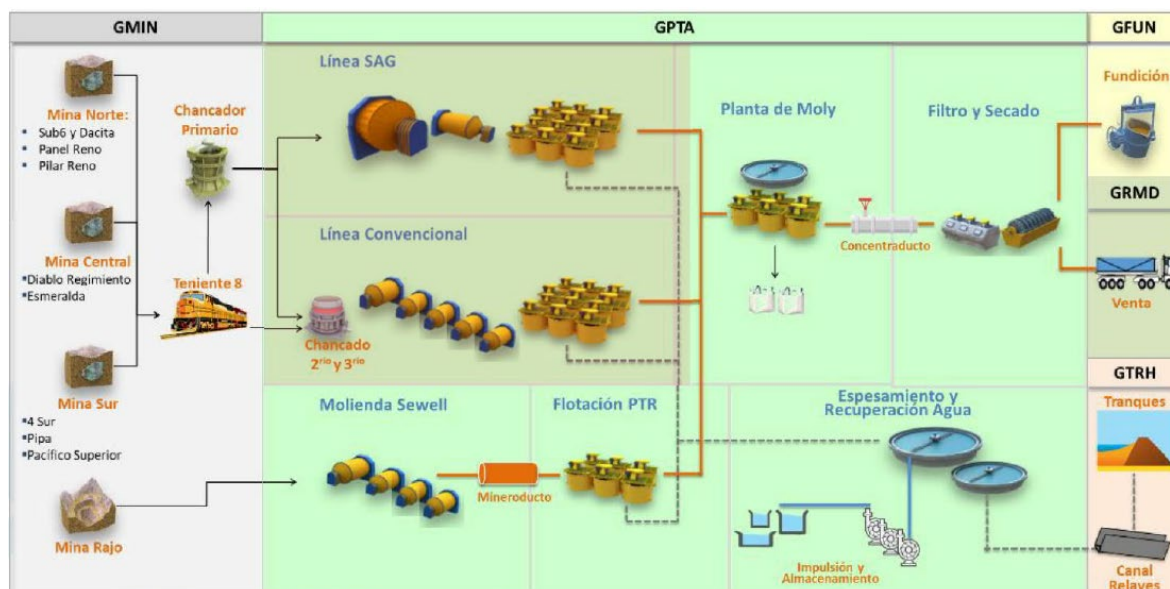 GMIN
GPTA
GFUN
Mina Norte:
Sub6 y Dacita
Panel Reno
Pilar Reno
Chancador
Primario
Mina Central
Diablo Regimiento
Esmeralda
Teniente 8
Mina Sur
4 Sur
Pipa
Pacífico Superior
Mina Rajo
Línea SAG
Línea Convencional
Chancado
2rio y 3rio
Molienda Sewell
Mineroducto
Flotación PTR
Planta de Moly
Concentraducto
Filtro y Secado
Espesamiento y
Recuperación Agua
Impulsión y
Almacenamiento
Fundición
GRMD
Venta
GTRH
Tranques
Canal
Relaves